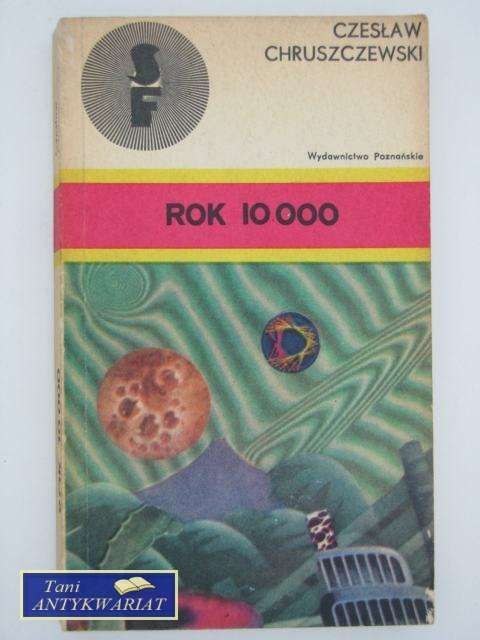 SF
CZESŁAW
CHRUSZCZEWSKI
Wydawnictwo Poznańskie
ROK 10 000
Tani
ANTYKWARIAT